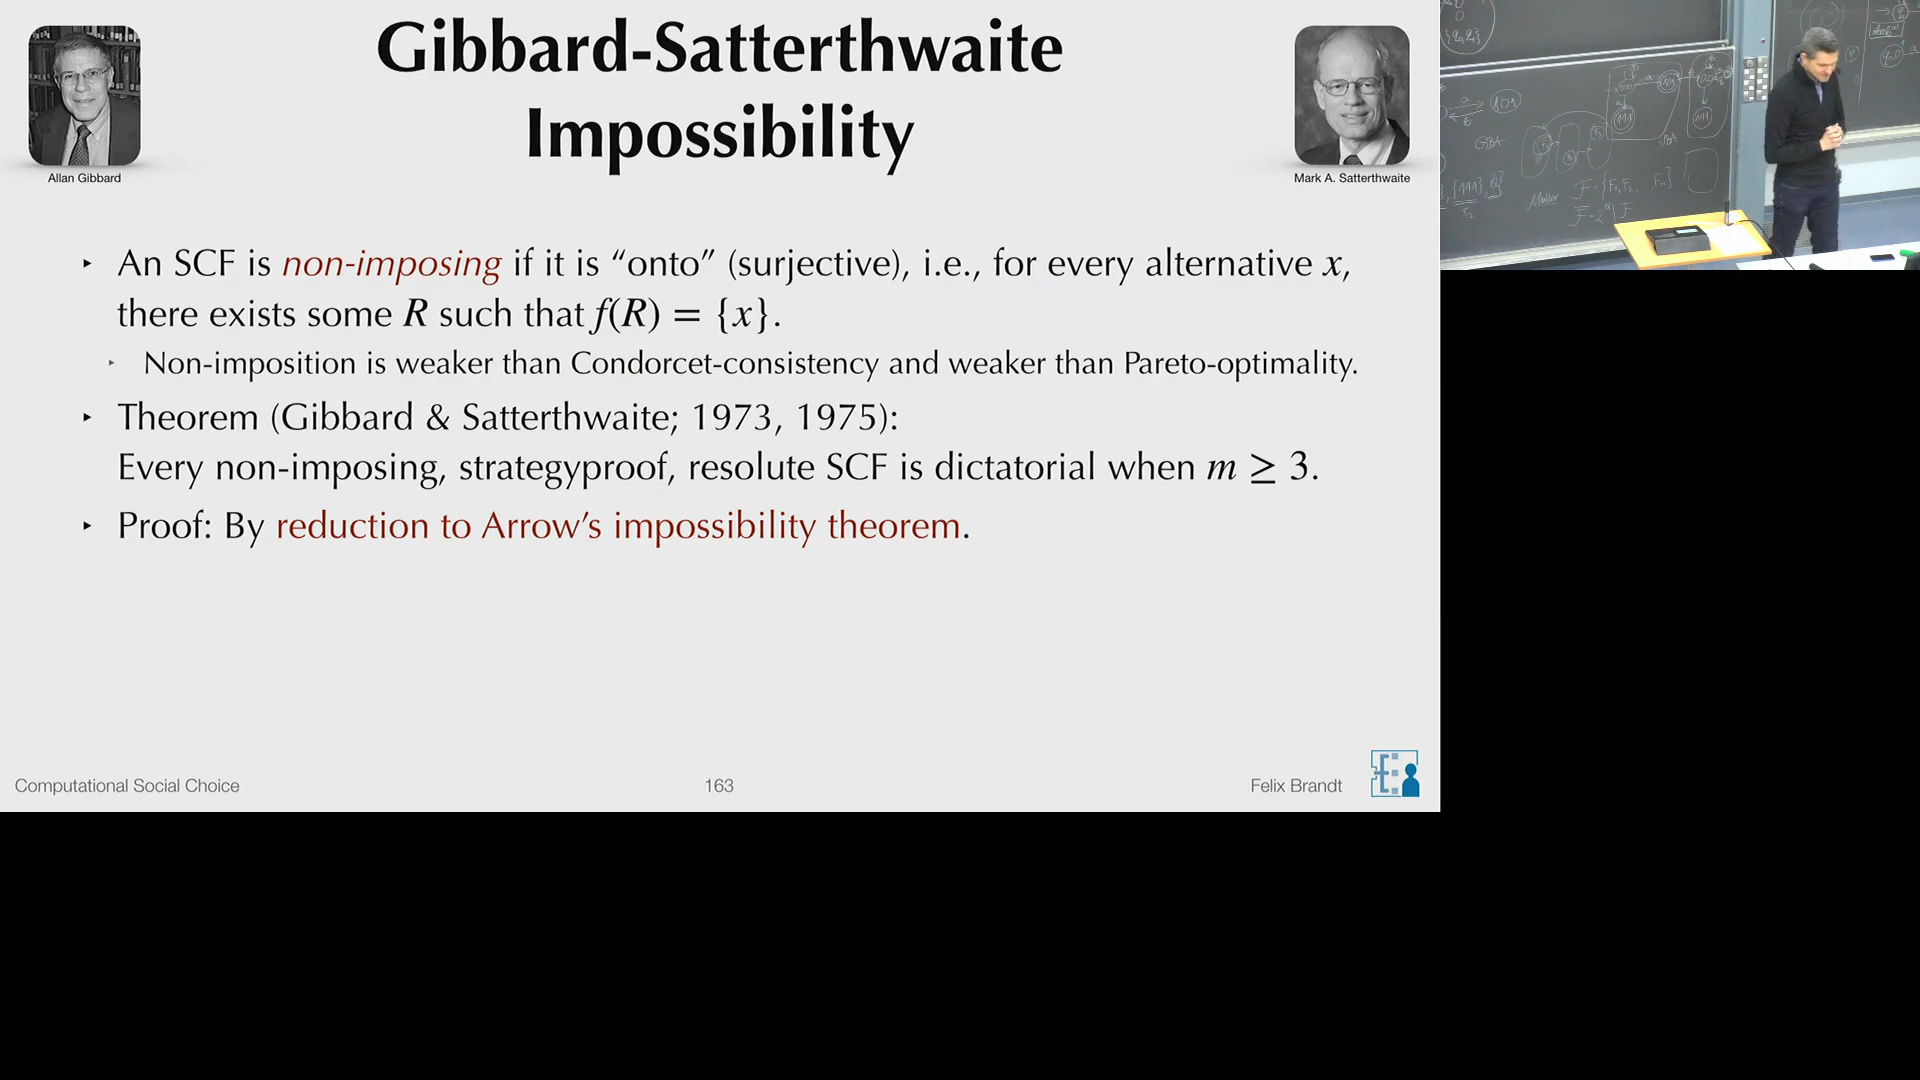 Gibbard-Satterthwaite
Impossibility
Allan Gibbard
Mark A. Satterthwaite
‣ An SCF is non-imposing if it is “onto” (surjective), i.e., for every alternative x,
there exists some R such that f(R) = {x}.
‣ Non-imposition is weaker than Condorcet-consistency and weaker than Pareto-optimality.
‣ Theorem (Gibbard & Satterthwaite; 1973, 1975):
Every non-imposing, strategyproof, resolute SCF is dictatorial when m ≥ 3.
‣ Proof: By reduction to Arrow’s impossibility theorem.
Computational Social Choice
163
Felix Brandt